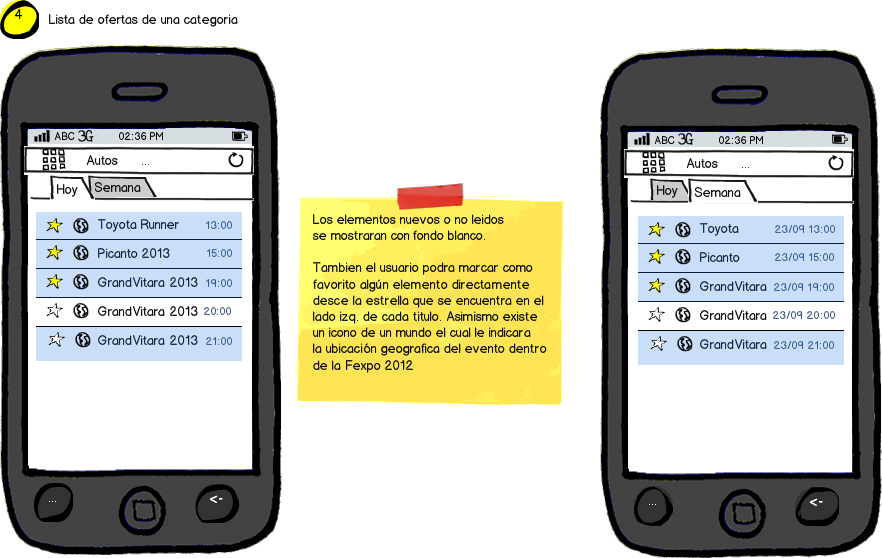 4 Lista de ofertas de una categoria
ABC 3G 02:36 PM
Autos ...
Hoy Semana
Toyota Runner 13:00
Picanto 2013 15:00
GrandVitara 2013 19:00
GrandVitara 2013 20:00
GrandVitara 2013 21:00
... <-
Los elementos nuevos o no leidos
se mostraran con fondo blanco.
Tambien el usuario podra marcar como
favorito algún elemento directamente
desce la estrella que se encuentra en el
lado izq. de cada titulo. Asimismo existe
un icono de un mundo el cual le indicara
la ubicación geografica del evento dentro
de la Fexpo 2012
ABC 3G 02:36 PM
Autos ...
Hoy Semana
Toyota 23/09 13:00
Picanto 23/09 15:00
GrandVitara 23/09 19:00
GrandVitara 23/09 20:00
GrandVitara 23/09 21:00
... <-